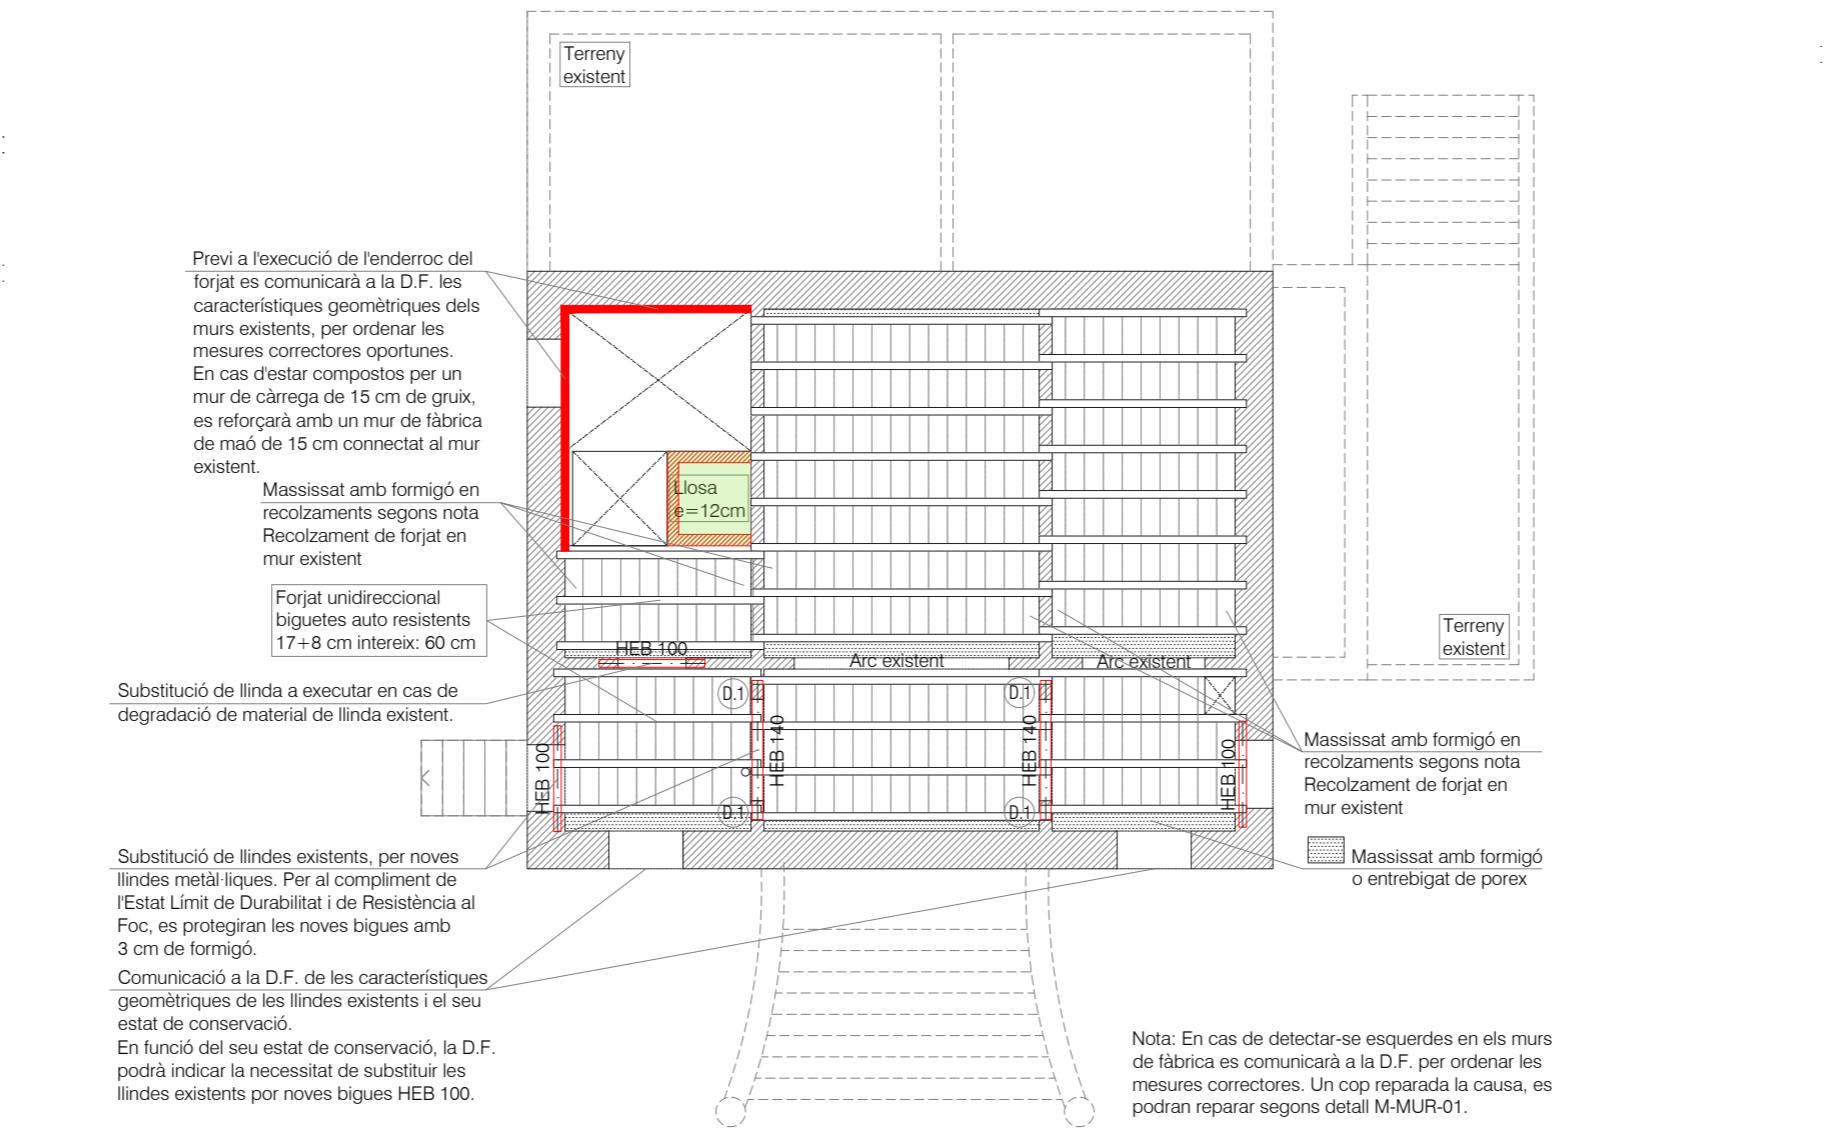 Terreny
existent
Previ a l'execució de l'enderroc del
forjat es comunicarà a la D.F. les
característiques geomètriques dels
murs existents, per ordenar les
mesures correctores oportunes.
En cas d'estar compostos per un
mur de càrrega de 15 cm de gruix,
es reforçarà amb un mur de fàbrica
de maó de 15 cm connectat al mur
existent.
Massissat amb formigó en
recolzaments segons nota
Recolzament de forjat en
mur existent
Llosa
e=12cm
Forjat unidireccional
biguetes auto resistents
17+8 cm intereix: 60 cm
Terreny
existent
HEB 100
Arc existent
Arc existent
Substitució de llinda a executar en cas de
degradació de material de llinda existent.
D.1
D.1
HEB 100
HEB 140
HEB 140
HEB 100
D.1
D.1
Massissat amb formigó en
recolzaments segons nota
Recolzament de forjat en
mur existent
Massissat amb formigó
o entrebigat de porex
Substitució de llindes existents, per noves
llindes metàl·liques. Per al compliment de
l'Estat Límit de Durabilitat i de Resistència al
Foc, es protegiran les noves bigues amb
3 cm de formigó.
Comunicació a la D.F. de les característiques
geomètriques de les llindes existents i el seu
estat de conservació.
En funció del seu estat de conservació, la D.F.
podrà indicar la necessitat de substituir les
llindes existents por noves bigues HEB 100.
Nota: En cas de detectar-se esquerdes en els murs
de fàbrica es comunicarà a la D.F. per ordenar les
mesures correctores. Un cop reparada la causa, es
podran reparar segons detall M-MUR-01.